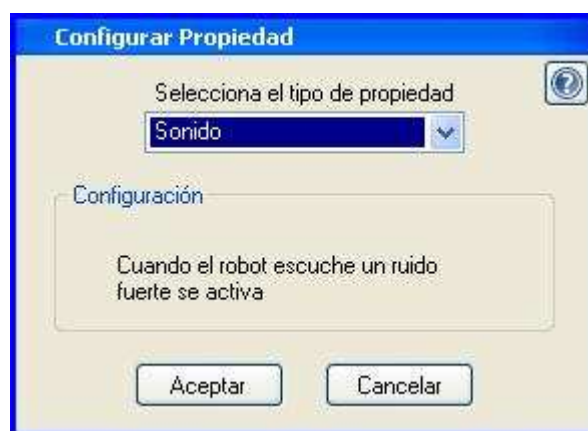 Configurar Propiedad
Selecciona el tipo de propiedad
Sonido
Configuración
Cuando el robot escuche un ruido
fuerte se activa
Aceptar Cancelar